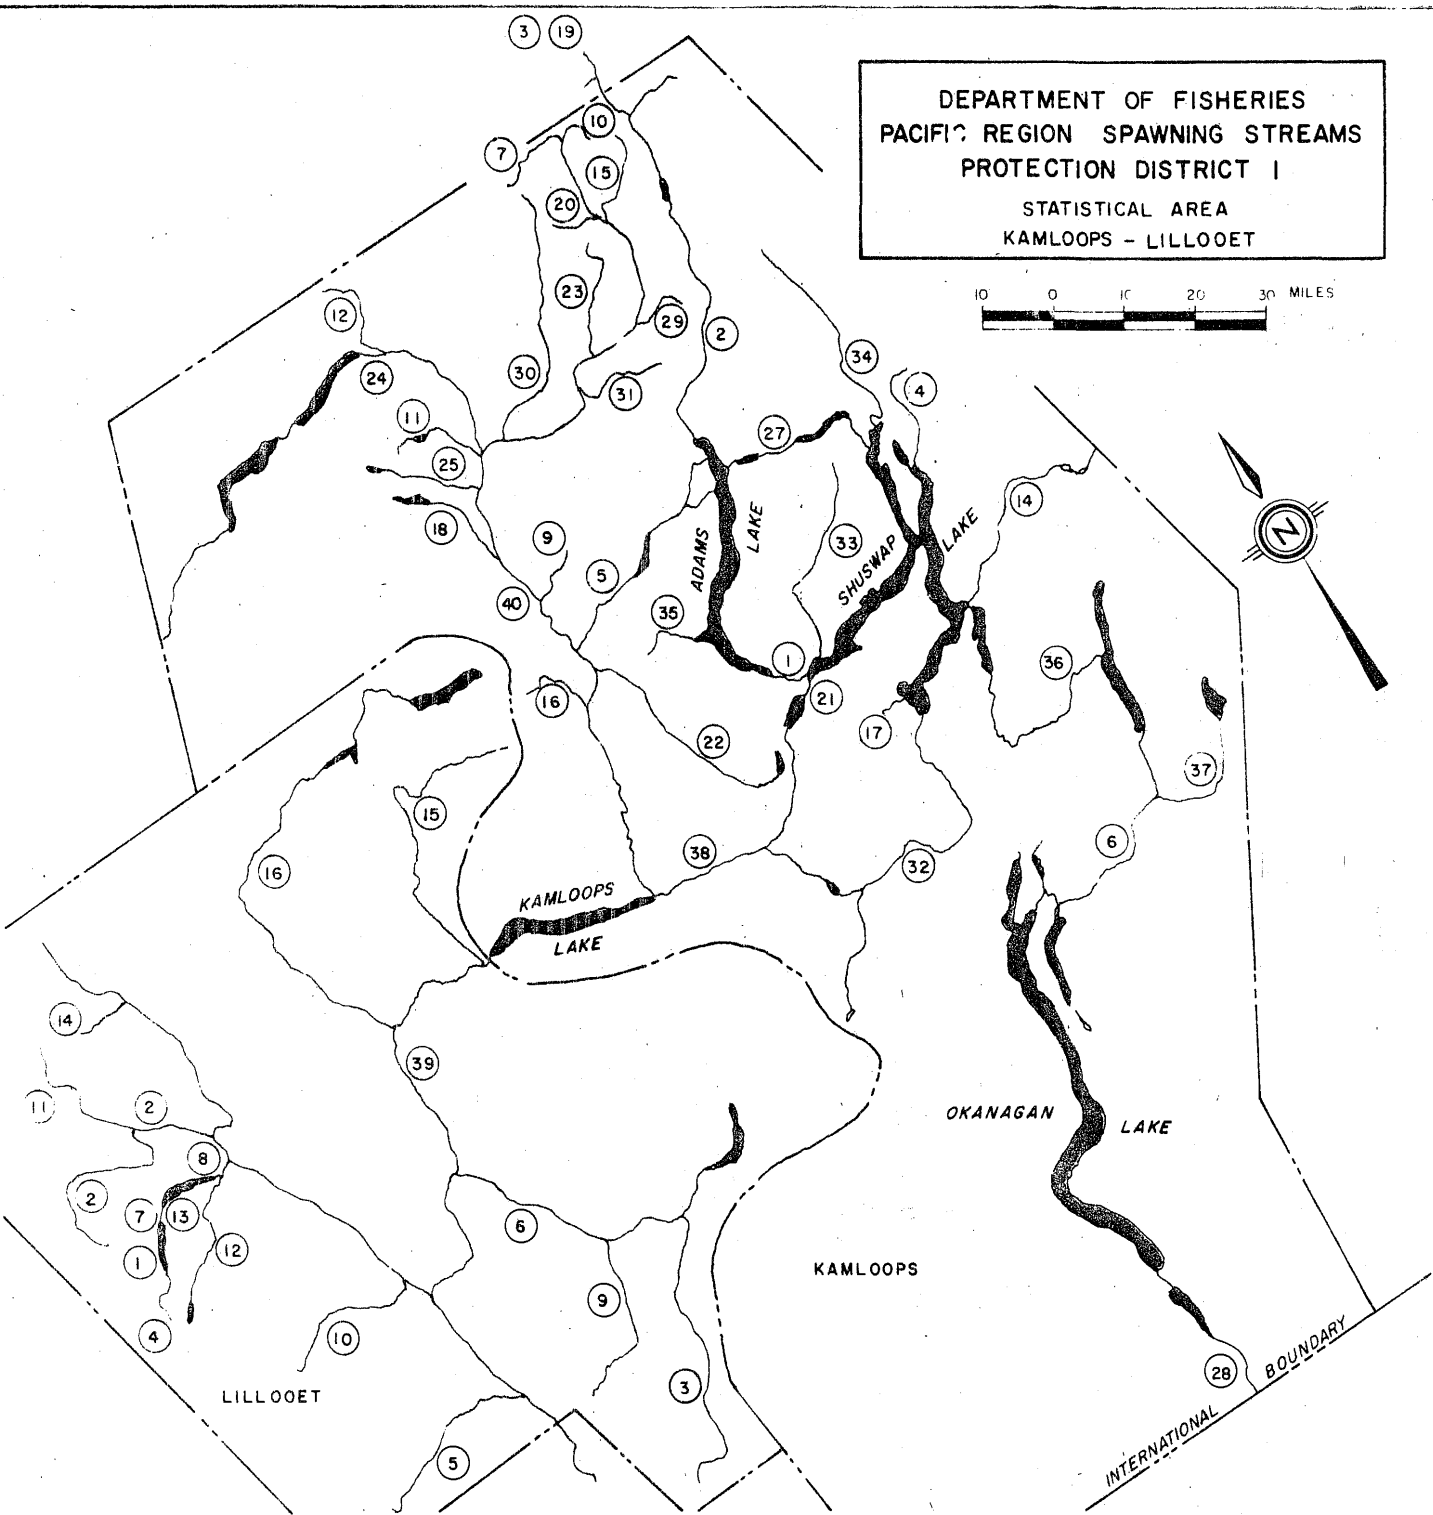 3 19
DEPARTMENT OF FISHERIES
PACIFIC REGION SPAWNING STREAMS
PROTECTION DISTRICT 1
STATISTICAL AREA
KAMLOOPS - LILLOOET
10 0 10 20 30 MILES
10
7
15
20
23
12
29
2
30
24
31
34
4
11
27
25
14
18
9
33
ADAMS
LAKE
SHUSWAP
LAKE
N
5
40
35
1
36
16
21
17
22
37
15
38
6
32
16
KAMLOOPS
LAKE
14
39
11
2
OKANAGAN
LAKE
8
2
7
13
6
12
1
KAMLOOPS
9
4
10
3
28
LILLOOET
5
INTERNATIONAL
BOUNDARY